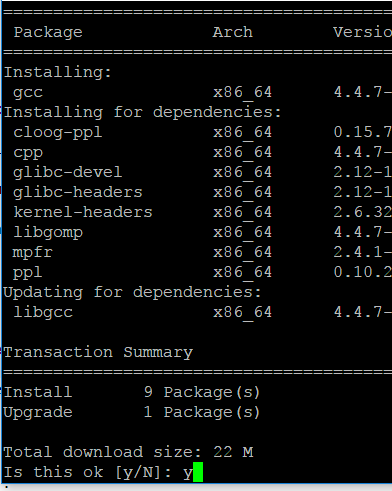 ================================================
Package Arch Versio
================================================
Installing:
gcc x86_64 4.4.7-
Installing for dependencies:
cloog-ppl x86_64 0.15.7
cpp x86_64 4.4.7-
glibc-devel x86_64 2.12-1
glibc-headers x86_64 2.12-1
kernel-headers x86_64 2.6.32
libgomp x86_64 4.4.7-
mpfr x86_64 2.4.1-
ppl x86_64 0.10.2
Updating for dependencies:
libgcc x86_64 4.4.7-
Transaction Summary
================================================
Install 9 Package(s)
Upgrade 1 Package(s)
Total download size: 22 M
Is this ok [y/N]: y